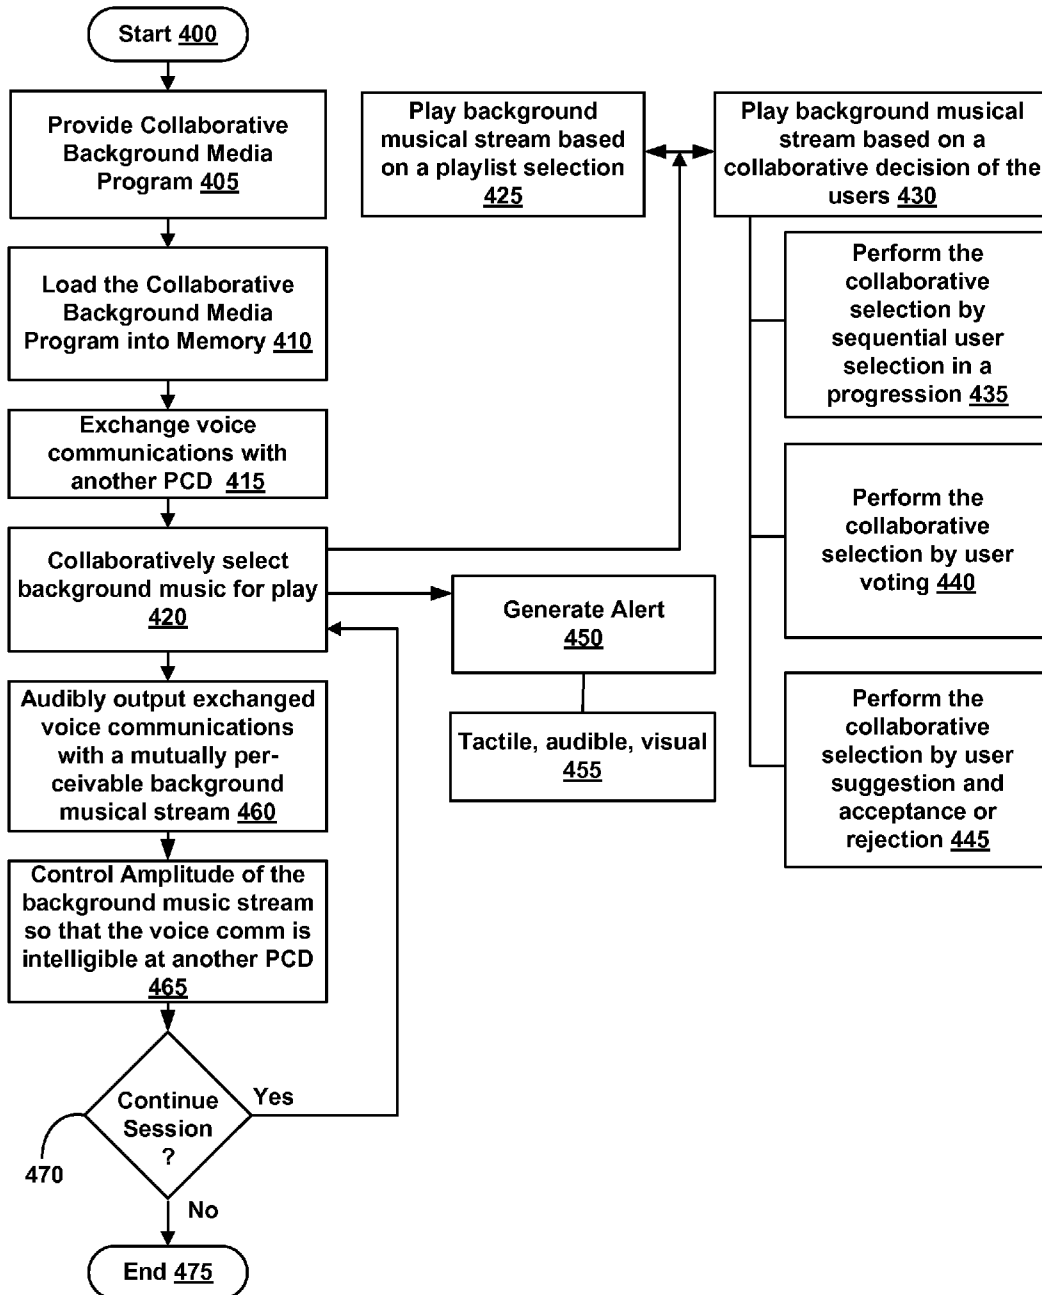 Start 400
Provide Collaborative
Background Media
Program 405
Load the Collaborative
Background Media
Program into Memory 410
Exchange voice
communications with
another PCD 415
Collaboratively select
background music for play
420
Audibly output exchanged
voice communications
with a mutually per-
ceivable background
musical stream 460
Control Amplitude of the
background music stream
so that the voice comm is
intelligible at another PCD
465
Continue
Session
?
Yes
470
No
End 475
Play background
musical stream based
on a playlist selection
425
Play background musical
stream based on a
collaborative decision of the
users 430
Perform the
collaborative
selection by
sequential user
selection in a
progression 435
Perform the
collaborative
selection by user
voting 440
Perform the
collaborative
selection by user
suggestion and
acceptance or
rejection 445
Generate Alert
450
Tactile, audible, visual
455